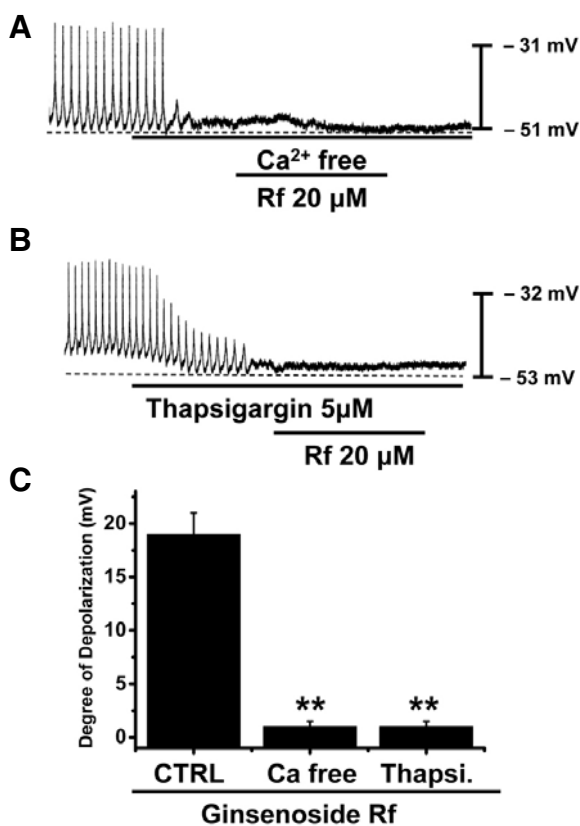 A
– 31 mV
– 51 mV
Ca²⁺ free
Rf 20 µM
B
– 32 mV
– 53 mV
Thapsigargin 5µM
Rf 20 µM
C
Degree of Depolarization (mV)
20
15
10
5
0
** **
CTRL Ca free Thapsi.
Ginsenoside Rf